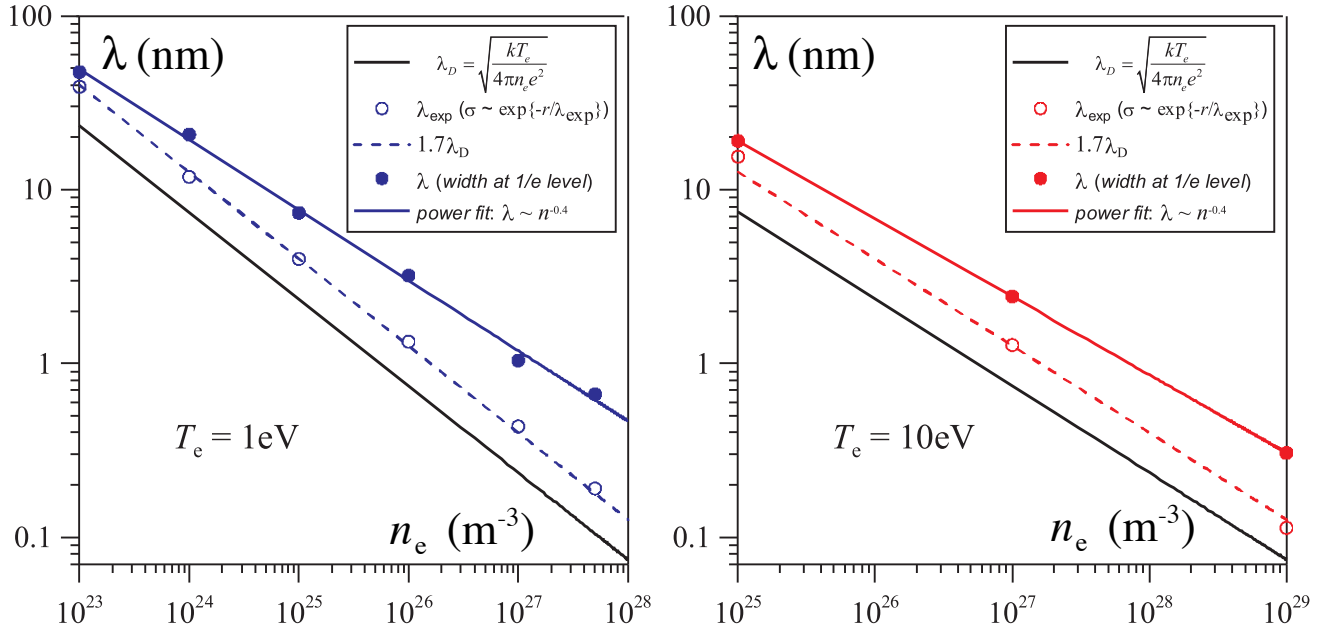 100
10
1
0.1
λ (nm)
λ_D = √(kT_e / 4πn_e e²)
λ_exp (σ ~ exp{-r/λ_exp})
1.7λ_D
λ (width at 1/e level)
power fit: λ ~ n^-0.4
T_e = 1eV
n_e (m^-3)
10^23 10^24 10^25 10^26 10^27 10^28
100
10
1
0.1
λ (nm)
λ_D = √(kT_e / 4πn_e e²)
λ_exp (σ ~ exp{-r/λ_exp})
1.7λ_D
λ (width at 1/e level)
power fit: λ ~ n^-0.4
T_e = 10eV
n_e (m^-3)
10^25 10^26 10^27 10^28 10^29